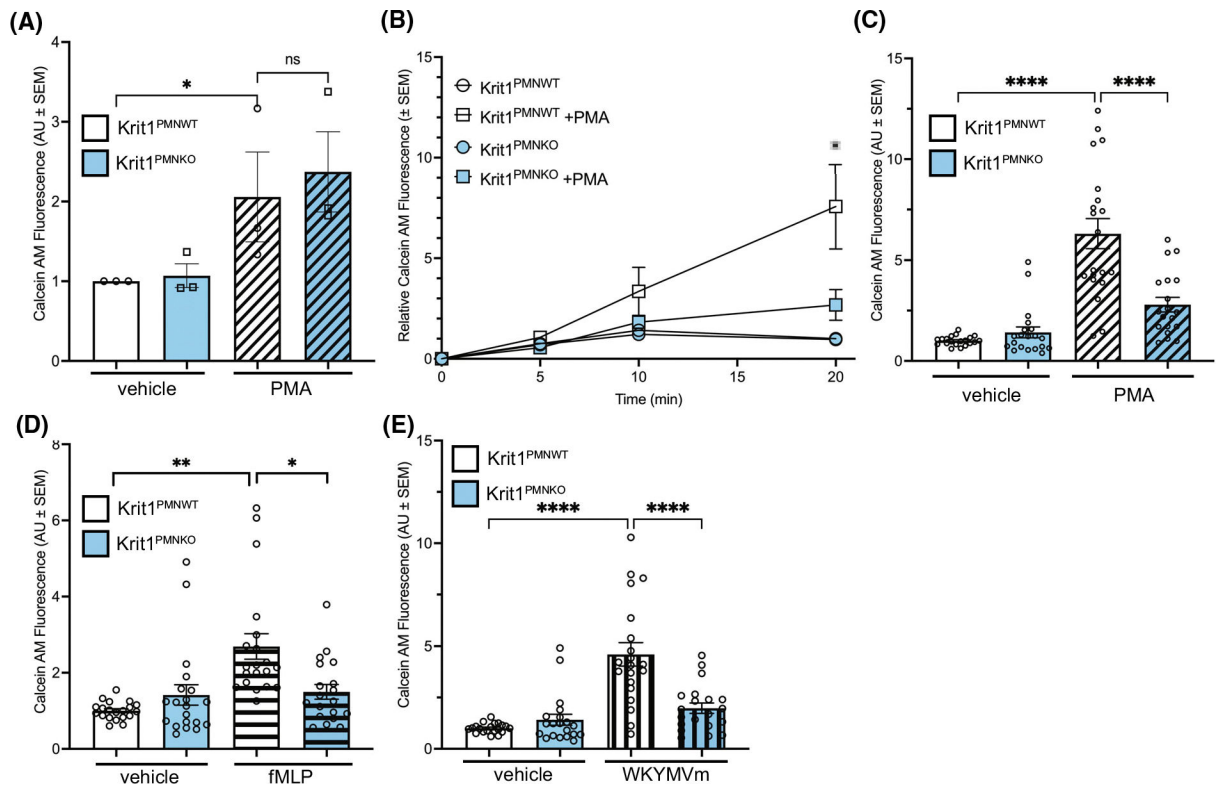 (A)
Calcein AM Fluorescence (AU ± SEM)
4
3
2
1
0
* ns
Krit1PMNWT
Krit1PMNKO
vehicle PMA
(B)
Relative Calcein AM Fluorescence (± SEM)
15
10
5
0
Krit1PMNWT
Krit1PMNWT +PMA
Krit1PMNKO
Krit1PMNKO +PMA
*
0 5 10 15 20
Time (min)
(C)
Calcein AM Fluorescence (AU ± SEM)
15
10
5
0
**** ****
Krit1PMNWT
Krit1PMNKO
vehicle PMA
(D)
Calcein AM Fluorescence (AU ± SEM)
8
6
4
2
0
** *
Krit1PMNWT
Krit1PMNKO
vehicle fMLP
(E)
Calcein AM Fluorescence (AU ± SEM)
15
10
5
0
Krit1PMNWT
Krit1PMNKO
**** ****
vehicle WKYMVm